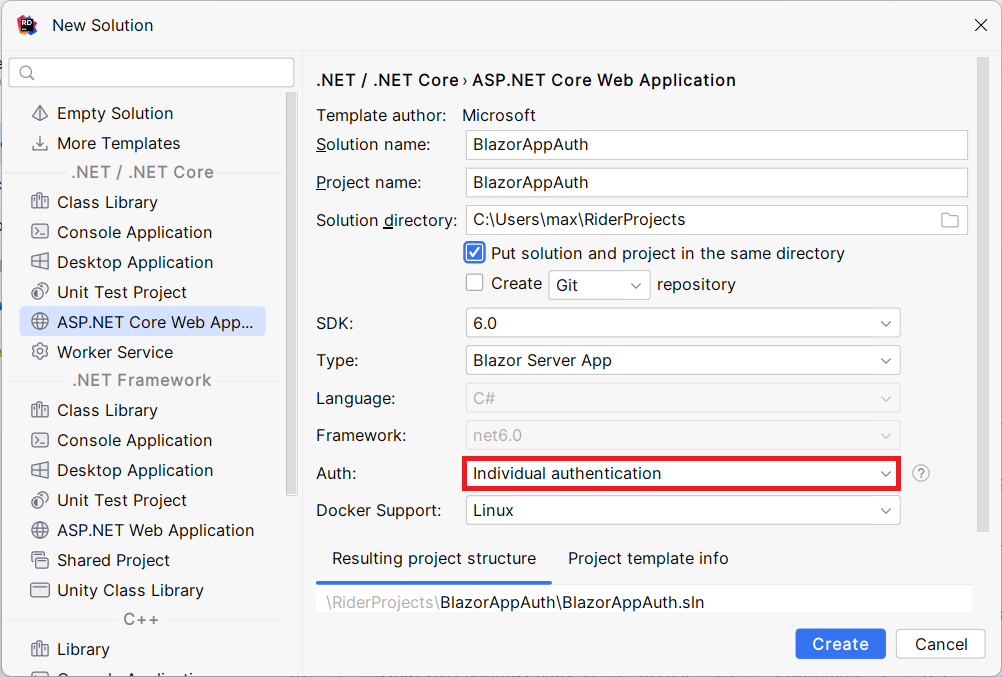 RD
New Solution
Empty Solution
More Templates
.NET / .NET Core
Class Library
Console Application
Desktop Application
Unit Test Project
ASP.NET Core Web App...
Worker Service
.NET Framework
Class Library
Console Application
Desktop Application
Unit Test Project
ASP.NET Web Application
Shared Project
Unity Class Library
C++
Library
.NET / .NET Core › ASP.NET Core Web Application
Template author: Microsoft
Solution name: BlazorAppAuth
Project name: BlazorAppAuth
Solution directory: C:\Users\max\RiderProjects
Put solution and project in the same directory
Create Git repository
SDK: 6.0
Type: Blazor Server App
Language: C#
Framework: net6.0
Auth: Individual authentication ?
Docker Support: Linux
Resulting project structure Project template info
\RiderProjects\BlazorAppAuth\BlazorAppAuth.sln
Create Cancel